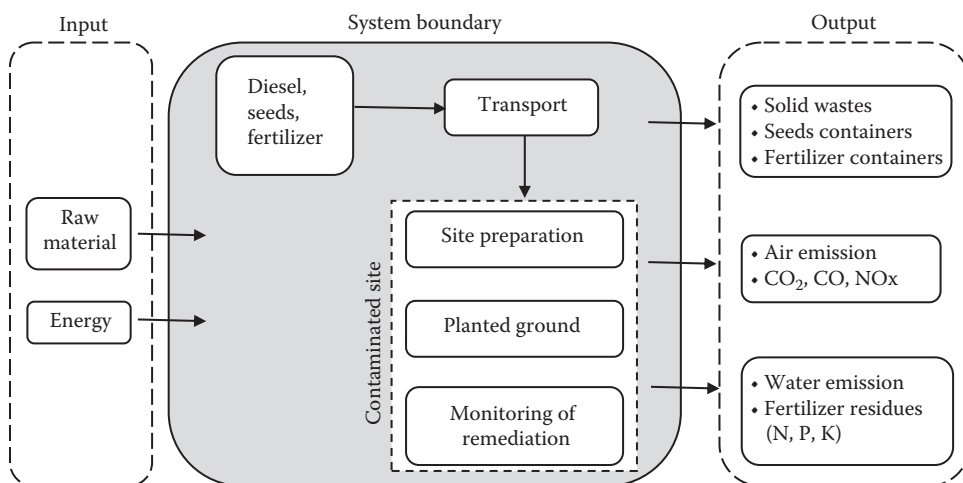 Input
System boundary
Output
Diesel,
seeds,
fertilizer
Transport
Raw
material
Energy
Contaminated site
Site preparation
Planted ground
Monitoring of
remediation
• Solid wastes
• Seeds containers
• Fertilizer containers
• Air emission
• CO₂, CO, NOx
• Water emission
• Fertilizer residues
(N, P, K)